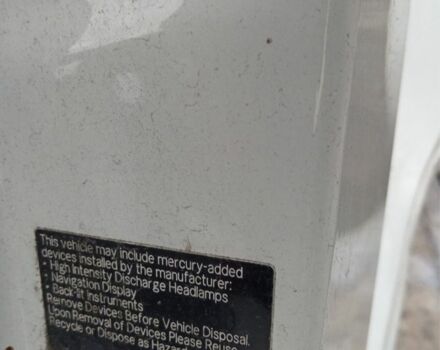 This vehicle may include mercury-added
devices installed by the manufacturer:
• High Intensity Discharge Headlamps
• Navigation Display
• Back-lit Instruments
Remove Devices Before Vehicle Disposal.
Upon Removal of Devices Please Reuse,
Recycle or Dispose as